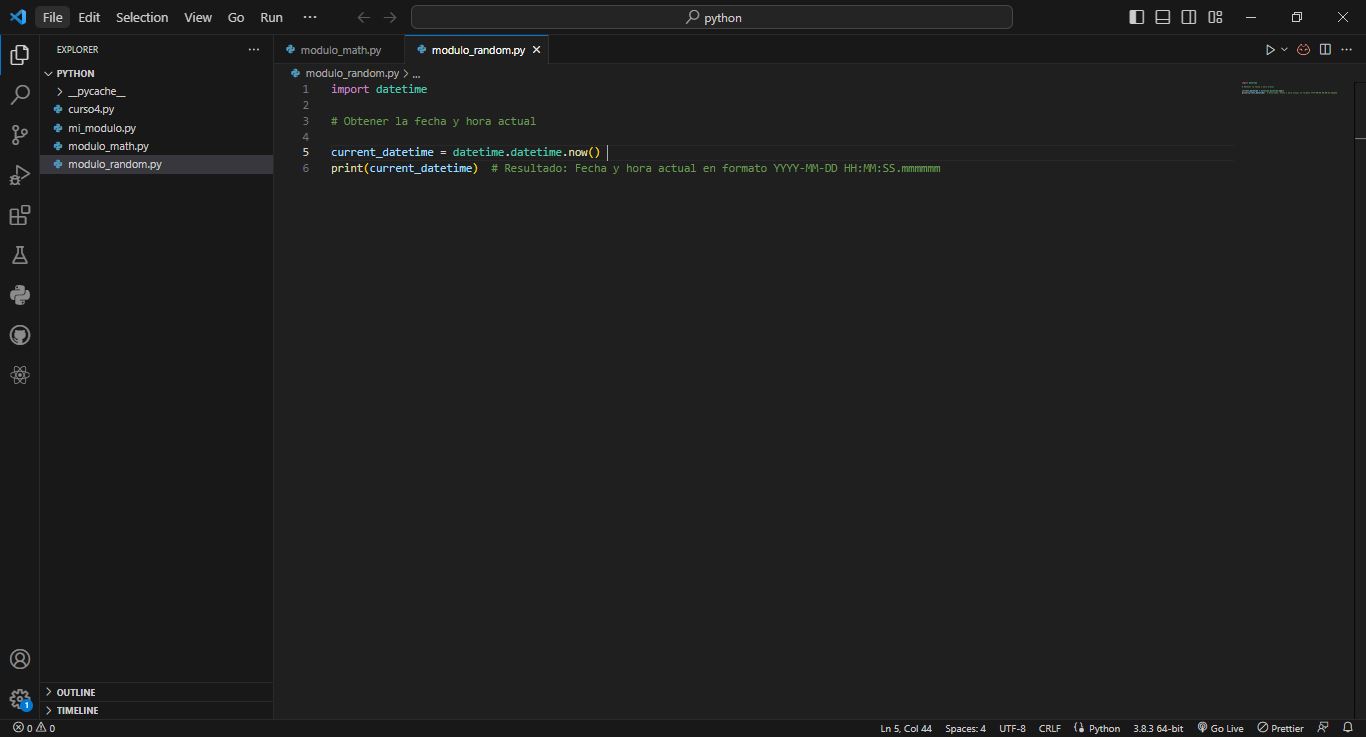 File Edit Selection View Go Run ··· python
EXPLORER ···
modulo_math.py modulo_random.py
PYTHON
modulo_random.py > ...
__pycache__
curso4.py
mi_modulo.py
modulo_math.py
modulo_random.py
1 import datetime
2
3 # Obtener la fecha y hora actual
4
5 current_datetime = datetime.datetime.now()
6 print(current_datetime)  # Resultado: Fecha y hora actual en formato YYYY-MM-DD HH:MM:SS.mmmmmm
OUTLINE
TIMELINE
1
0 0 Ln 5, Col 44 Spaces: 4 UTF-8 CRLF Python 3.8.3 64-bit Go Live Prettier